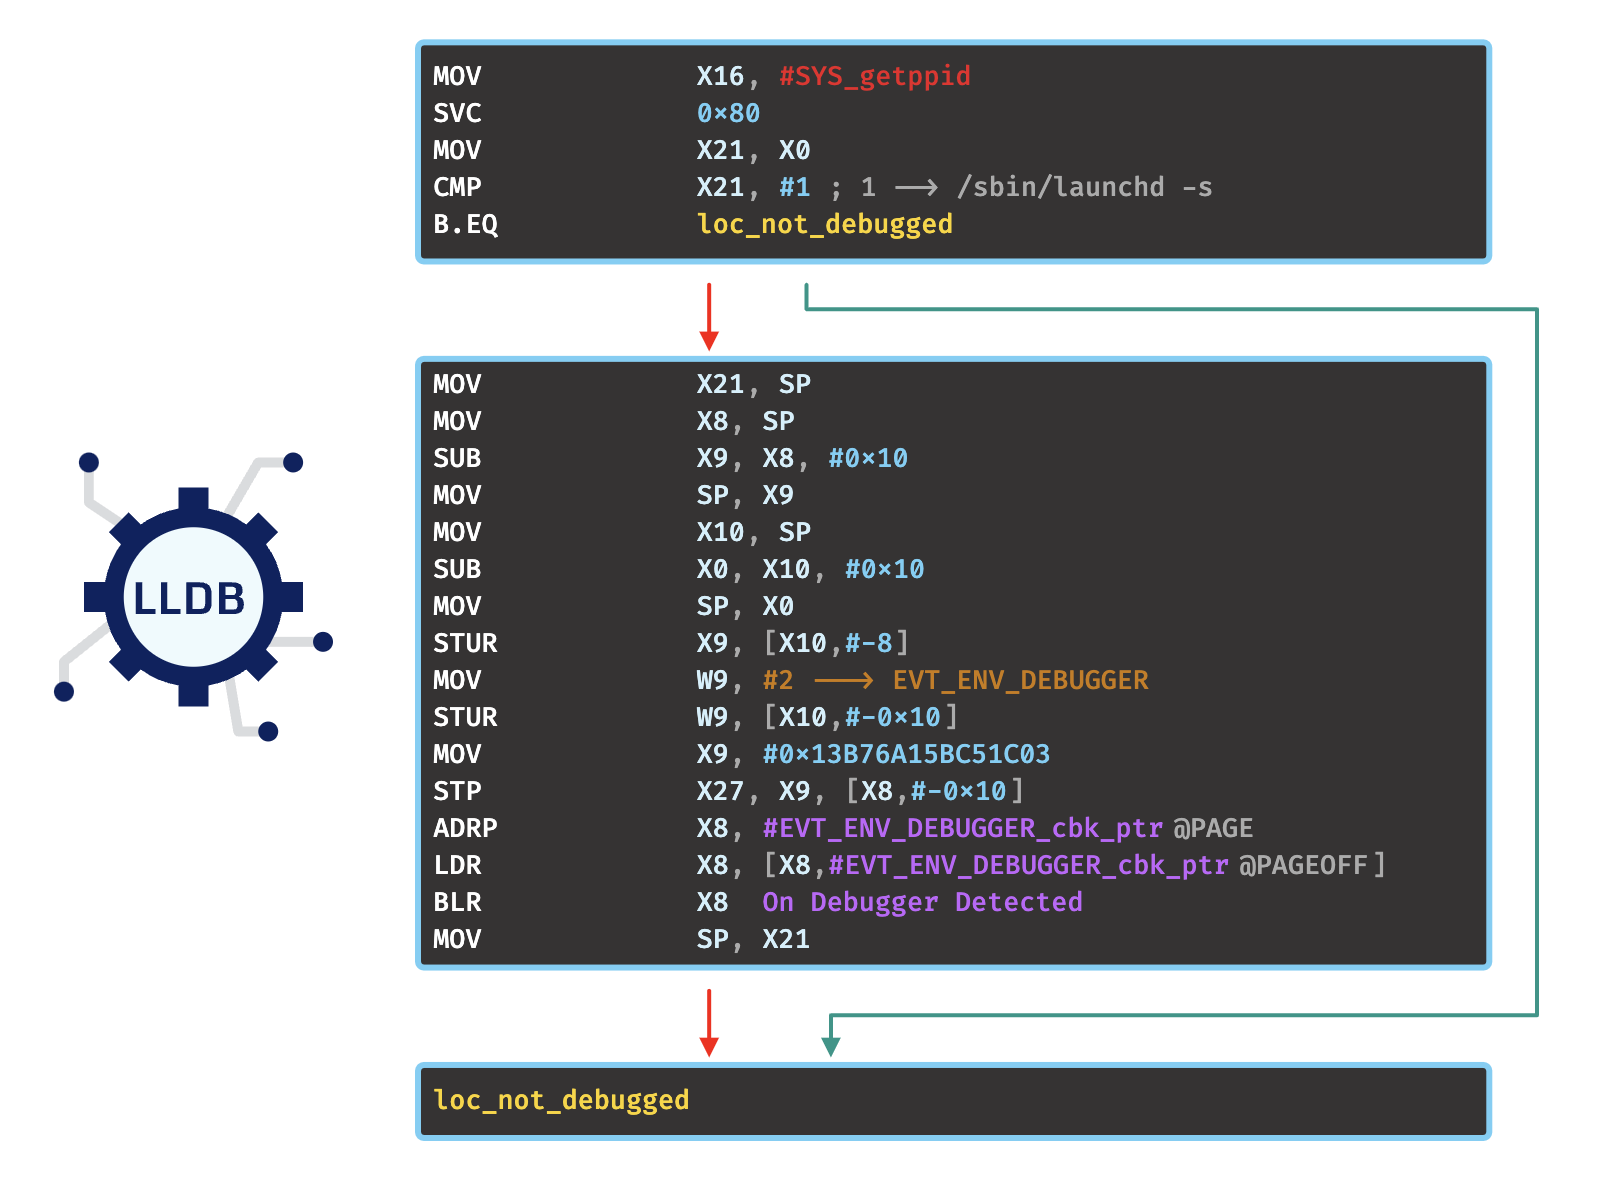 MOV X16, #SYS_getppid
SVC 0×80
MOV X21, X0
CMP X21, #1 ; 1 ⟶ /sbin/launchd -s
B.EQ loc_not_debugged
MOV X21, SP
MOV X8, SP
SUB X9, X8, #0×10
MOV SP, X9
MOV X10, SP
SUB X0, X10, #0×10
MOV SP, X0
STUR X9, [X10,#-8]
MOV W9, #2 ⟶ EVT_ENV_DEBUGGER
STUR W9, [X10,#-0×10]
MOV X9, #0×13B76A15BC51C03
STP X27, X9, [X8,#-0×10]
ADRP X8, #EVT_ENV_DEBUGGER_cbk_ptr @PAGE
LDR X8, [X8,#EVT_ENV_DEBUGGER_cbk_ptr @PAGEOFF]
BLR X8 On Debugger Detected
MOV SP, X21
LLDB
loc_not_debugged